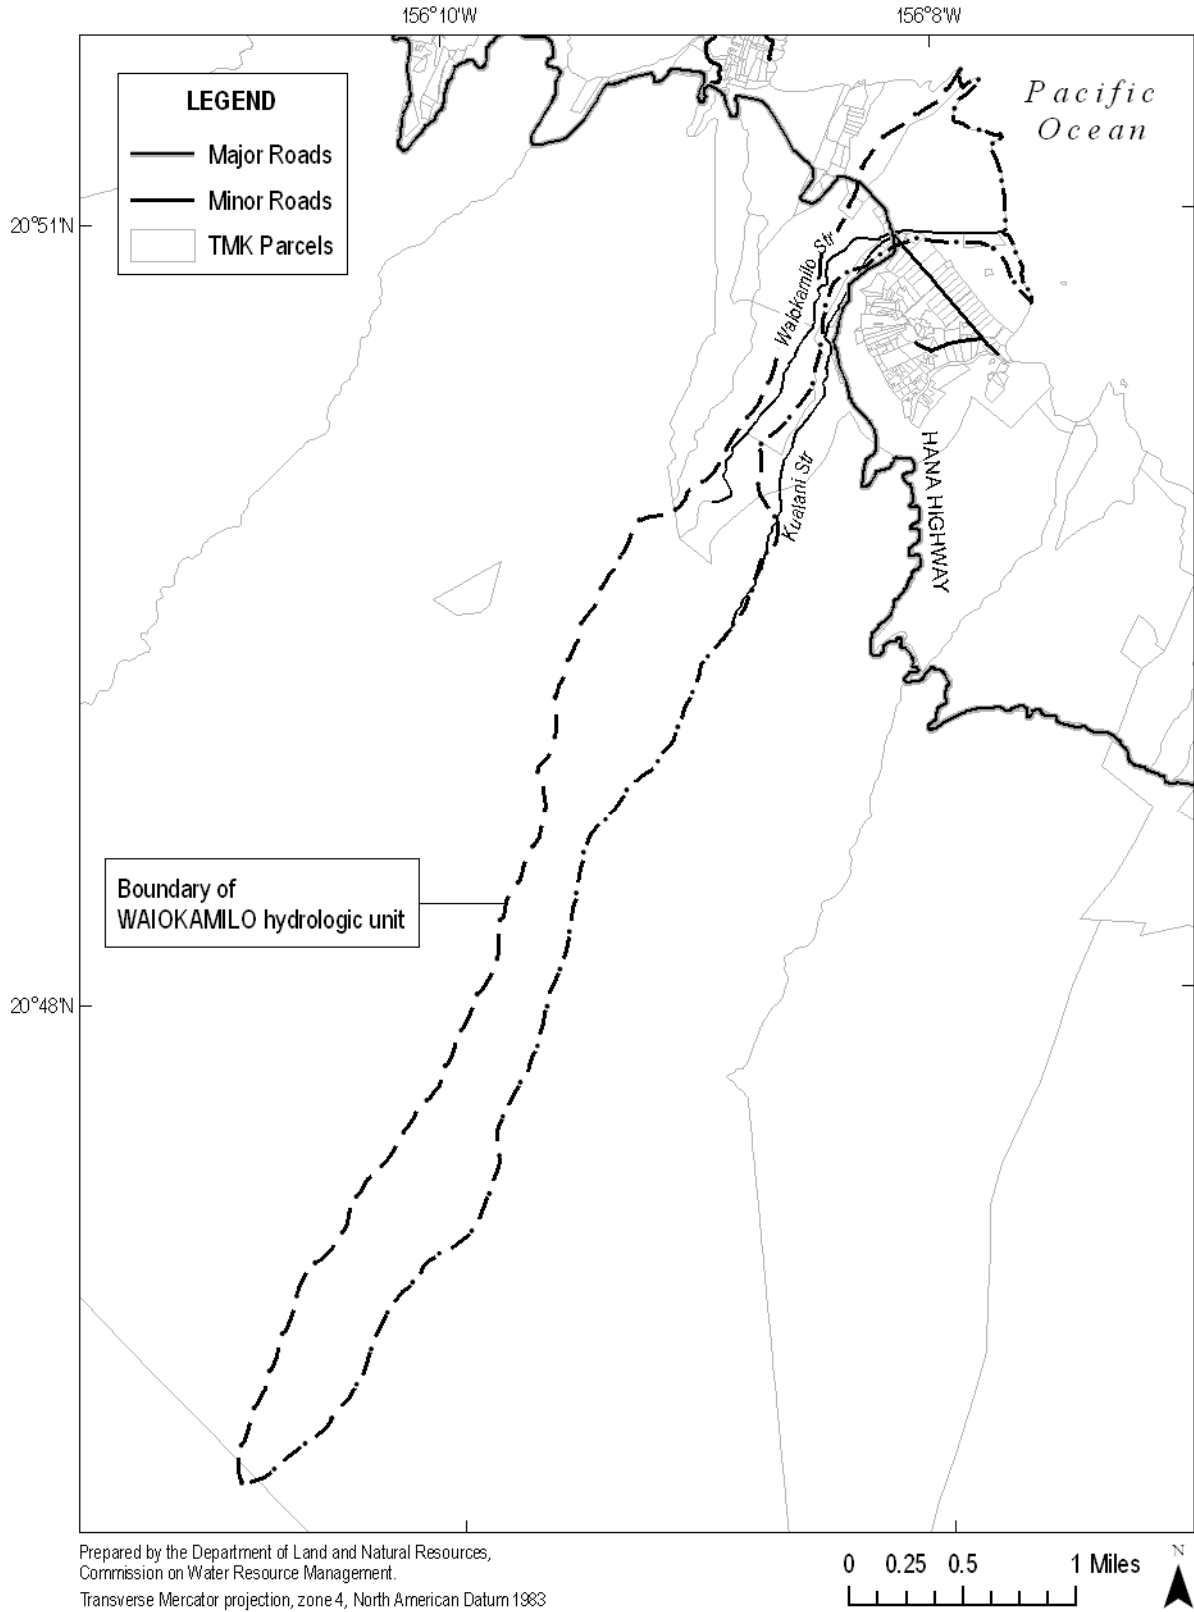 156°10'W
156°8'W
LEGEND
Major Roads
Minor Roads
TMK Parcels
Pacific
Ocean
20°51'N
Waiokamilo Str
Kualani Str
HANA HIGHWAY
Boundary of
WAIOKAMILO hydrologic unit
20°48'N
Prepared by the Department of Land and Natural Resources,
Commission on Water Resource Management.
Transverse Mercator projection, zone 4, North American Datum 1983
0 0.25 0.5 1 Miles
N